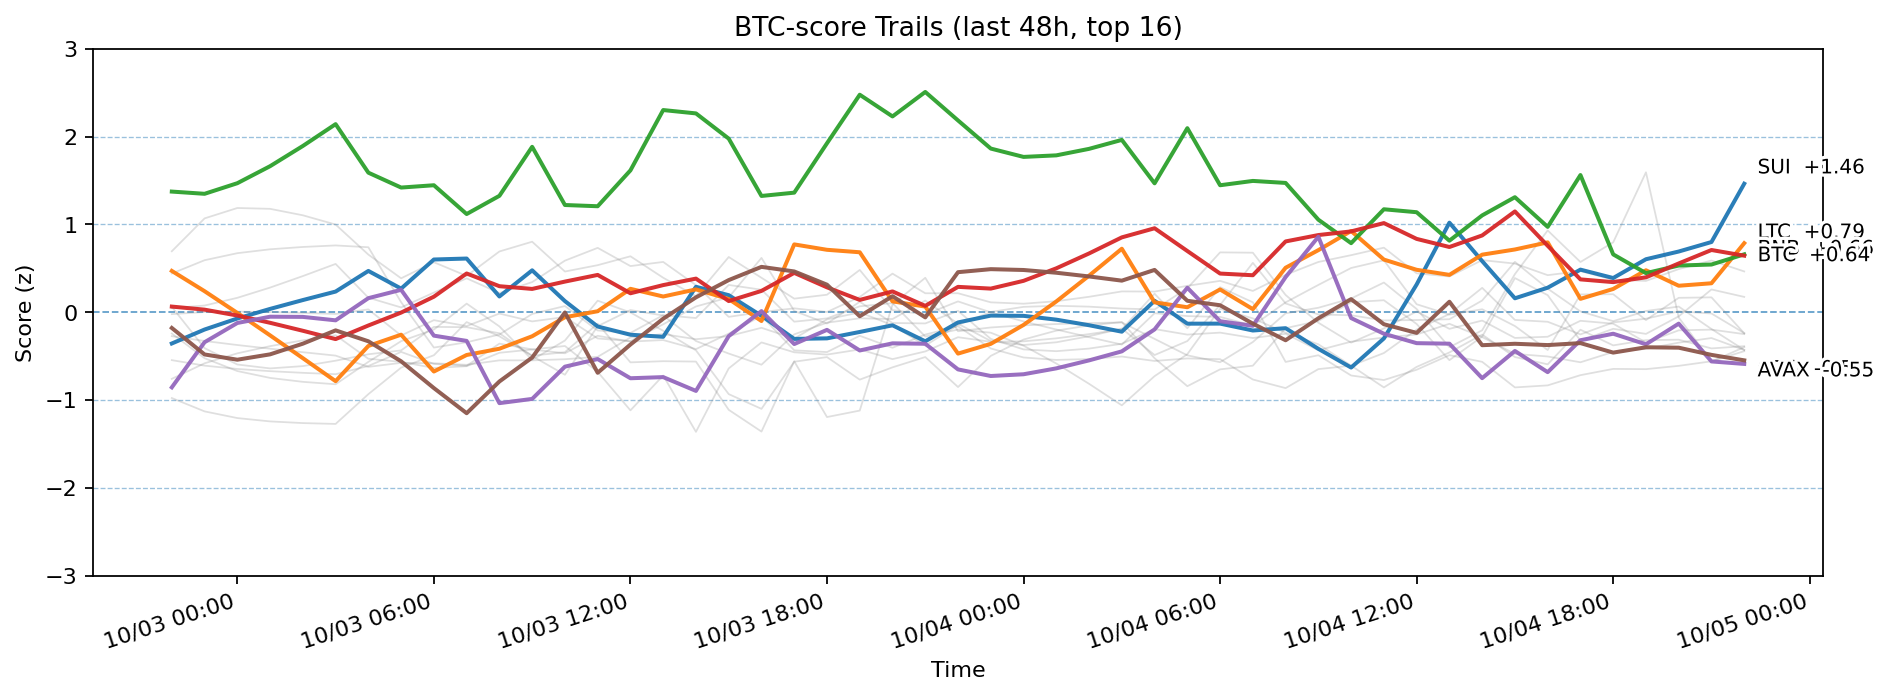 BTC-score Trails (last 48h, top 16)
3
2
1
0
−1
−2
−3
Score (z)
SUI +1.46
LTC +0.79
BTC +0.64
AVAX -0.55
10/03 00:00
10/03 06:00
10/03 12:00
10/03 18:00
10/04 00:00
10/04 06:00
10/04 12:00
10/04 18:00
10/05 00:00
Time